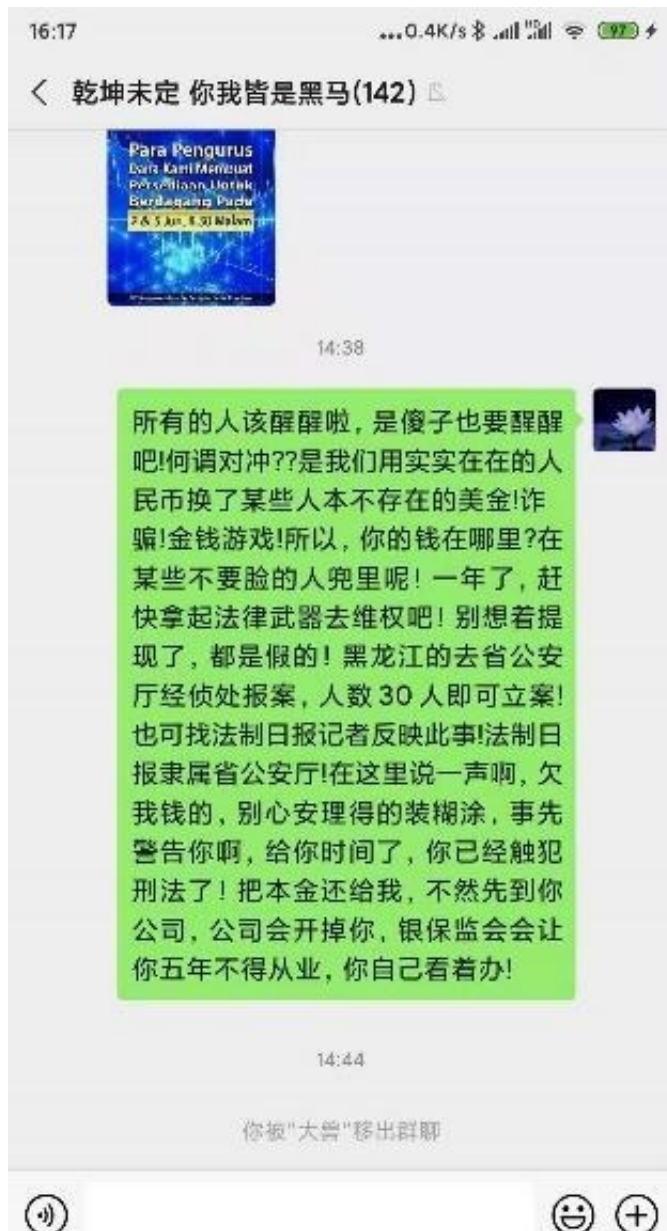 16:17
...0.4K/s
97
乾坤未定 你我皆是黑马(142)
Para Pengurus
Dana Kami Membuat
Persediaan Untuk
Berdagang Pada
2 & 3 Jun, 8.30 Malam
14:38
所有的人该醒醒啦，是傻子也要醒醒
吧!何谓对冲??是我们用实实在在的人
民币换了某些人本不存在的美金!诈
骗!金钱游戏!所以，你的钱在哪里?在
某些不要脸的人兜里呢！一年了，赶
快拿起法律武器去维权吧！别想着提
现了，都是假的！黑龙江的去省公安
厅经侦处报案，人数 30 人即可立案!
也可找法制日报记者反映此事!法制日
报隶属省公安厅!在这里说一声啊，欠
我钱的，别心安理得的装糊涂，事先
警告你啊，给你时间了，你已经触犯
刑法了！把本金还给我，不然先到你
公司，公司会开掉你，银保监会会让
你五年不得从业，你自己看着办!
14:44
你被"大兽"移出群聊